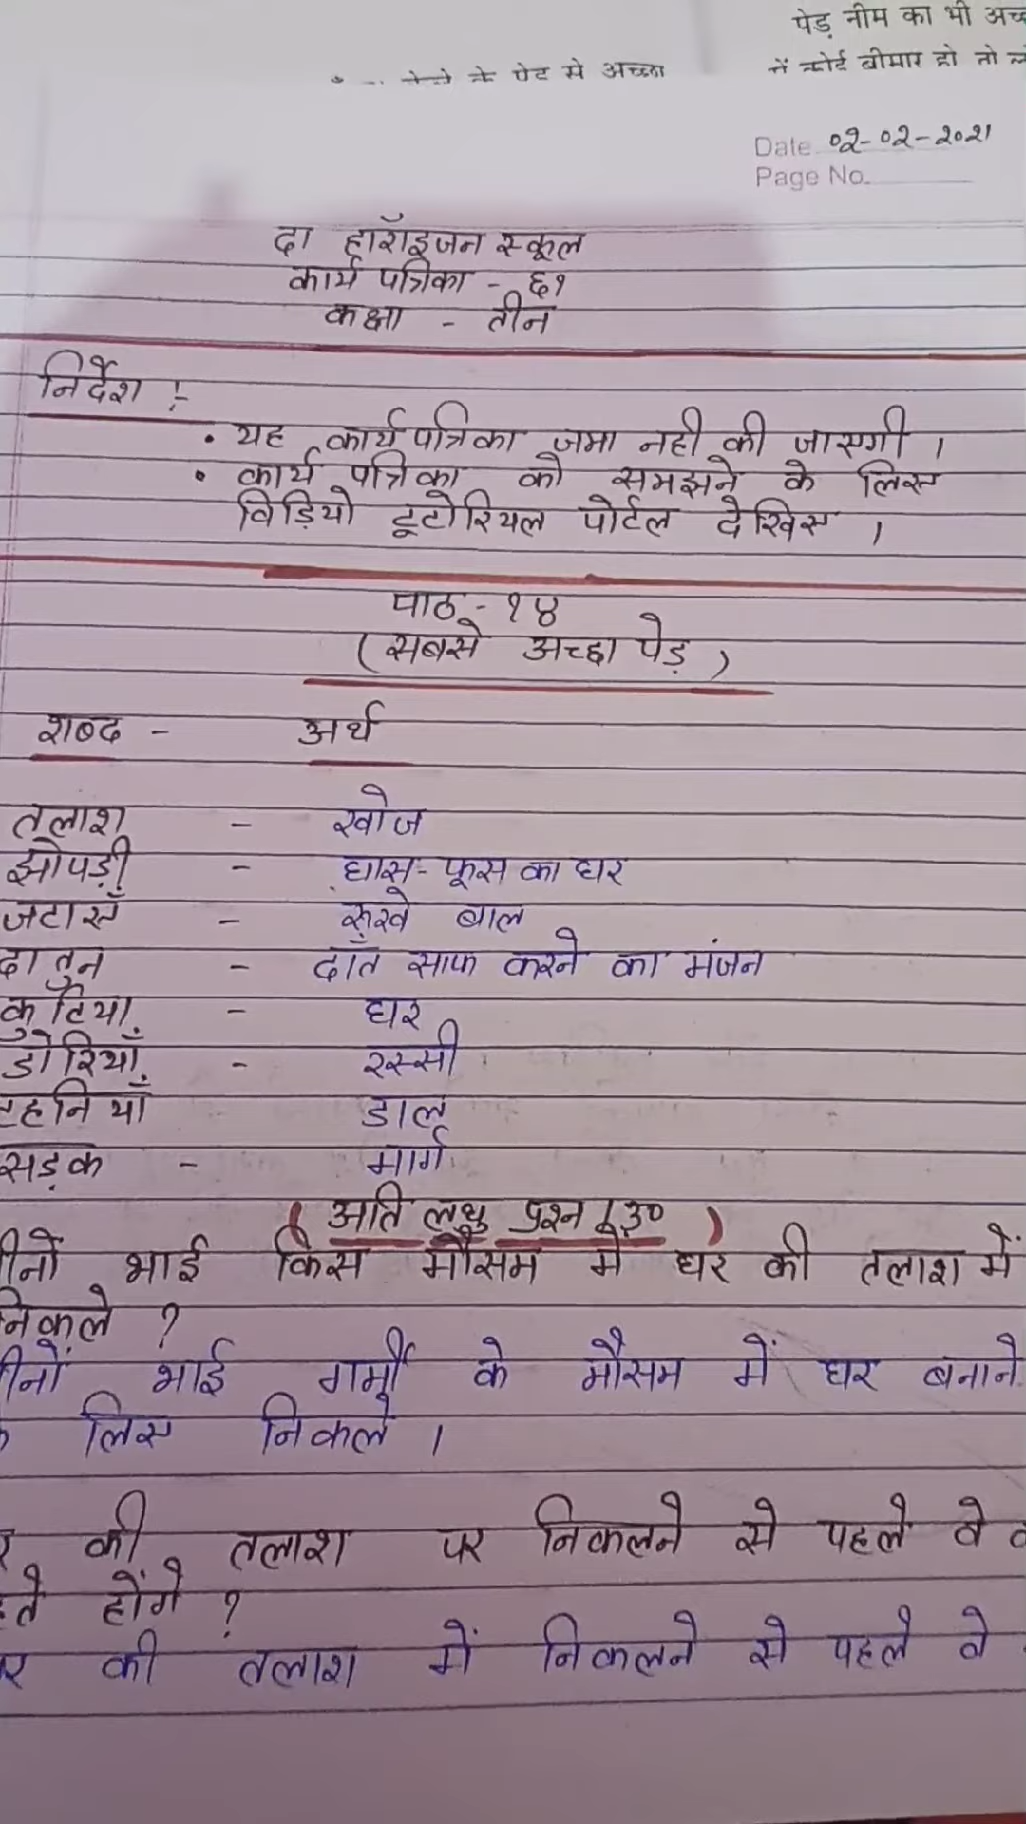 पेड़ नीम का भी
के पेड़ से अच्छा
में कोई बीमार हो तो
Date 02-02-2021
Page No.
दा हॉराइजन स्कूल
कार्य पत्रिका - ६१
कक्षा - तीन
निर्देश :-
• यह कार्य पत्रिका जमा नही की जाएगी ।
• कार्य पत्रिका को समझने के लिए
विड़ियो टूटोरियल पोर्टल देखिए ।
पाठ - १४
(सबसे अच्छा पेड़)
शब्द - अर्थ
तलाश - खोज
झोपड़ी - घास-फूस का घर
जटाएँ - रूखे बाल
दातुन - दाँत साफ करने का मंजन
कुटिया - घर
डोरियाँ - रस्सी
टहनियाँ डाल
सड़क - मार्ग
(अति लघु प्रश्न / उ०)
भाई किस मौसम में घर की तलाश में
निकले ?
भाई गर्मी के मौसम में घर बनाने
लिए निकले ।
की तलाश पर निकलने से पहले वे
होंगे ?
की तलाश में निकलने से पहले वे